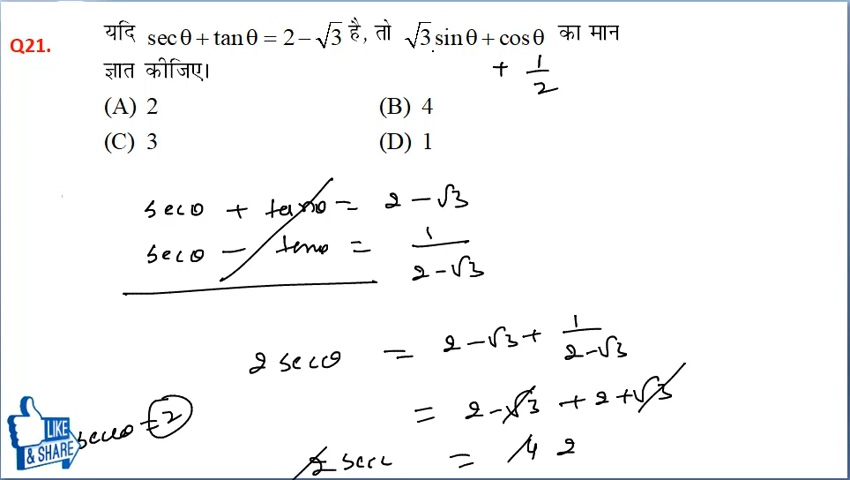 Q21. यदि secθ + tanθ = 2 − √3 है, तो √3 sinθ + cosθ का मान
ज्ञात कीजिए।
+ 1/2
(A) 2 (B) 4
(C) 3 (D) 1
secθ + tanθ = 2 − √3
secθ − tanθ = 1/(2 − √3)
2 secθ = 2 − √3 + 1/(2 − √3)
= 2 − √3 + 2 + √3
secθ = 2
2 sec = 4 2
LIKE
& SHARE